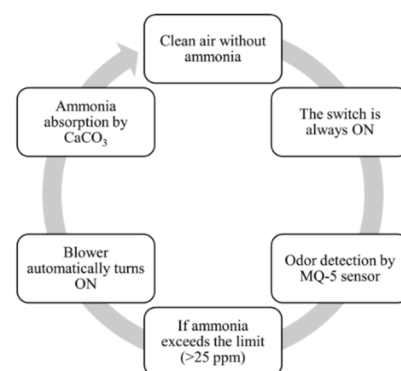 Clean air without
ammonia
The switch is
always ON
Odor detection by
MQ-5 sensor
If ammonia
exceeds the limit
(>25 ppm)
Blower
automatically turns
ON
Ammonia
absorption by
CaCO₃